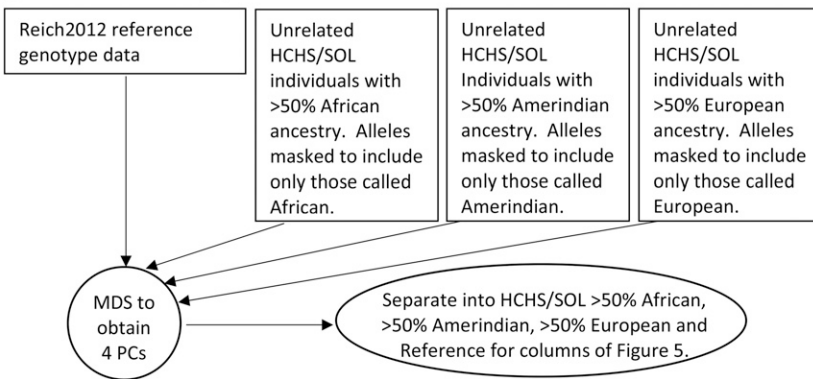 Reich2012 reference
genotype data
Unrelated
HCHS/SOL
individuals with
>50% African
ancestry.  Alleles
masked to include
only those called
African.
Unrelated
HCHS/SOL
Individuals with
>50% Amerindian
ancestry.  Alleles
masked to include
only those called
Amerindian.
Unrelated
HCHS/SOL
individuals with
>50% European
ancestry.  Alleles
masked to include
only those called
European.
MDS to
obtain
4 PCs
Separate into HCHS/SOL >50% African,
>50% Amerindian, >50% European and
Reference for columns of Figure 5.